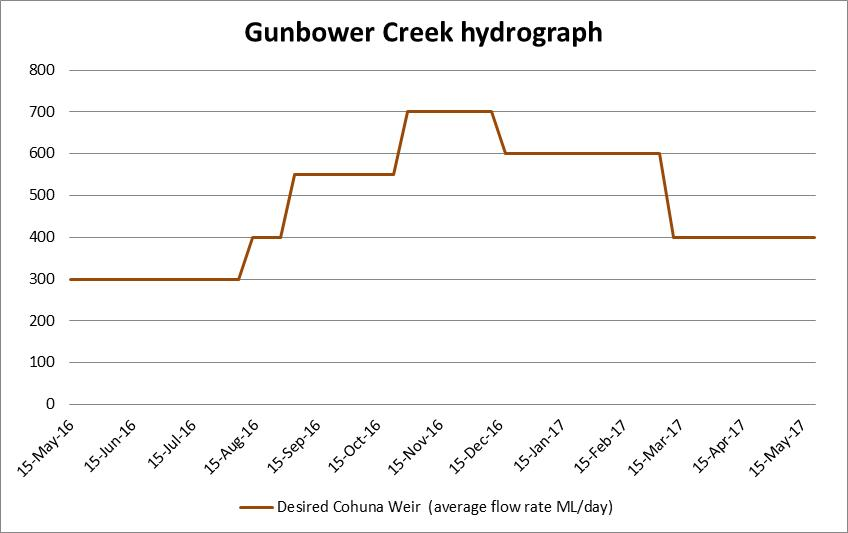 Gunbower Creek hydrograph
800
700
600
500
400
300
200
100
0
15-May-16
15-Jun-16
15-Jul-16
15-Aug-16
15-Sep-16
15-Oct-16
15-Nov-16
15-Dec-16
15-Jan-17
15-Feb-17
15-Mar-17
15-Apr-17
15-May-17
Desired Cohuna Weir (average flow rate ML/day)